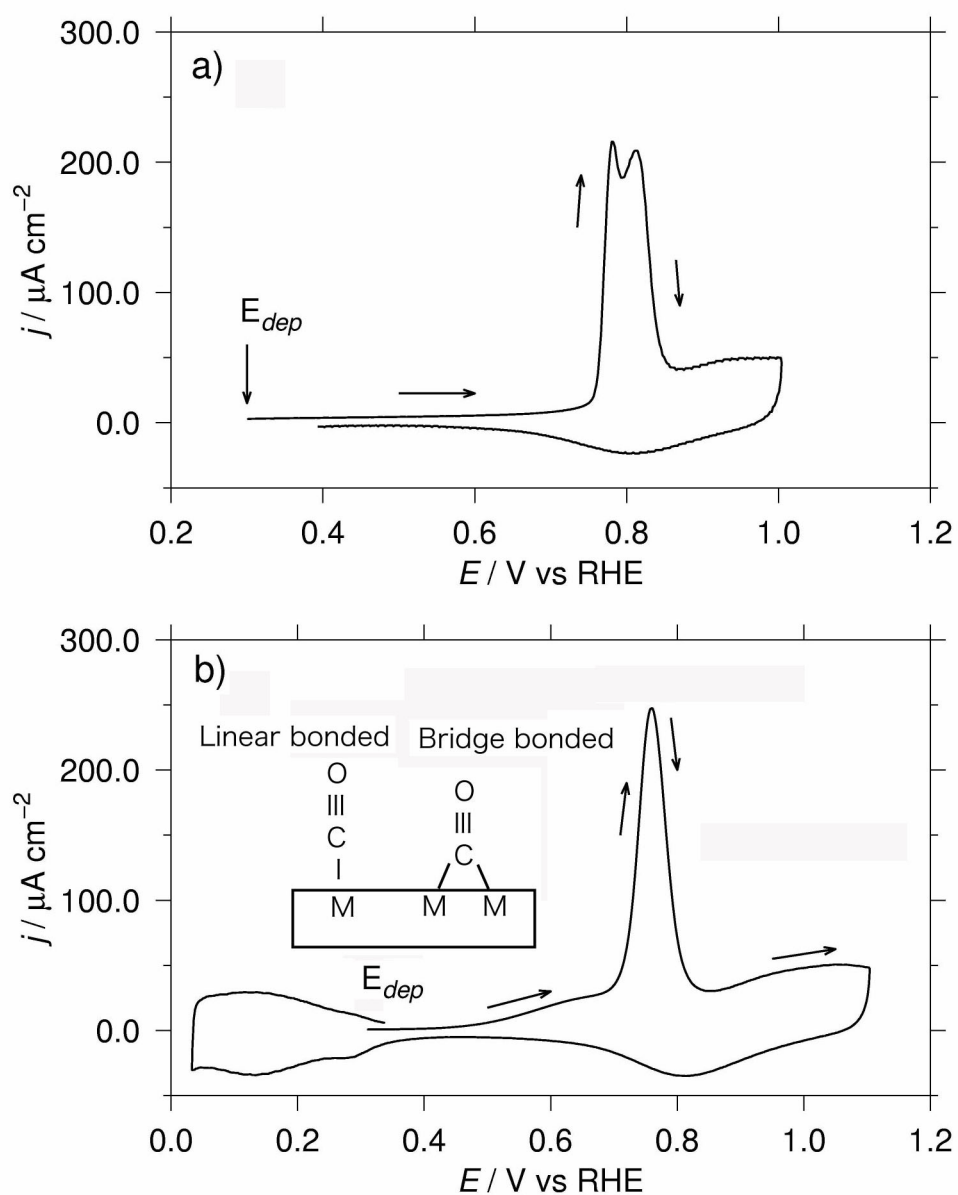 a)
300.0
200.0
100.0
0.0
j / μA cm−2
Edep
0.2 0.4 0.6 0.8 1.0 1.2
E / V vs RHE
b)
300.0
200.0
100.0
0.0
j / μA cm−2
Linear bonded Bridge bonded
O O
C C
M M M
Edep
0.0 0.2 0.4 0.6 0.8 1.0 1.2
E / V vs RHE